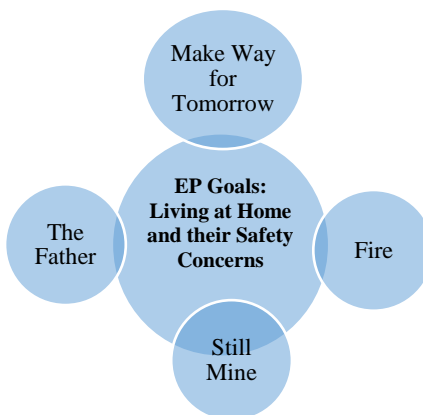 Make Way
for
Tomorrow
EP Goals:
Living at Home
and their Safety
Concerns
The
Father
Fire
Still
Mine